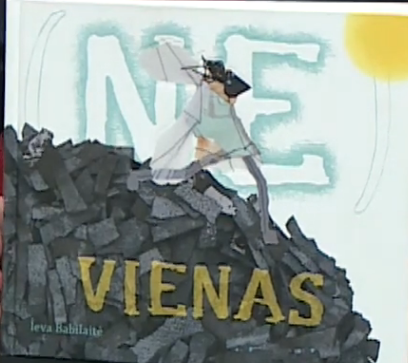 (NE)
VIENAS
Ieva Babilaitė